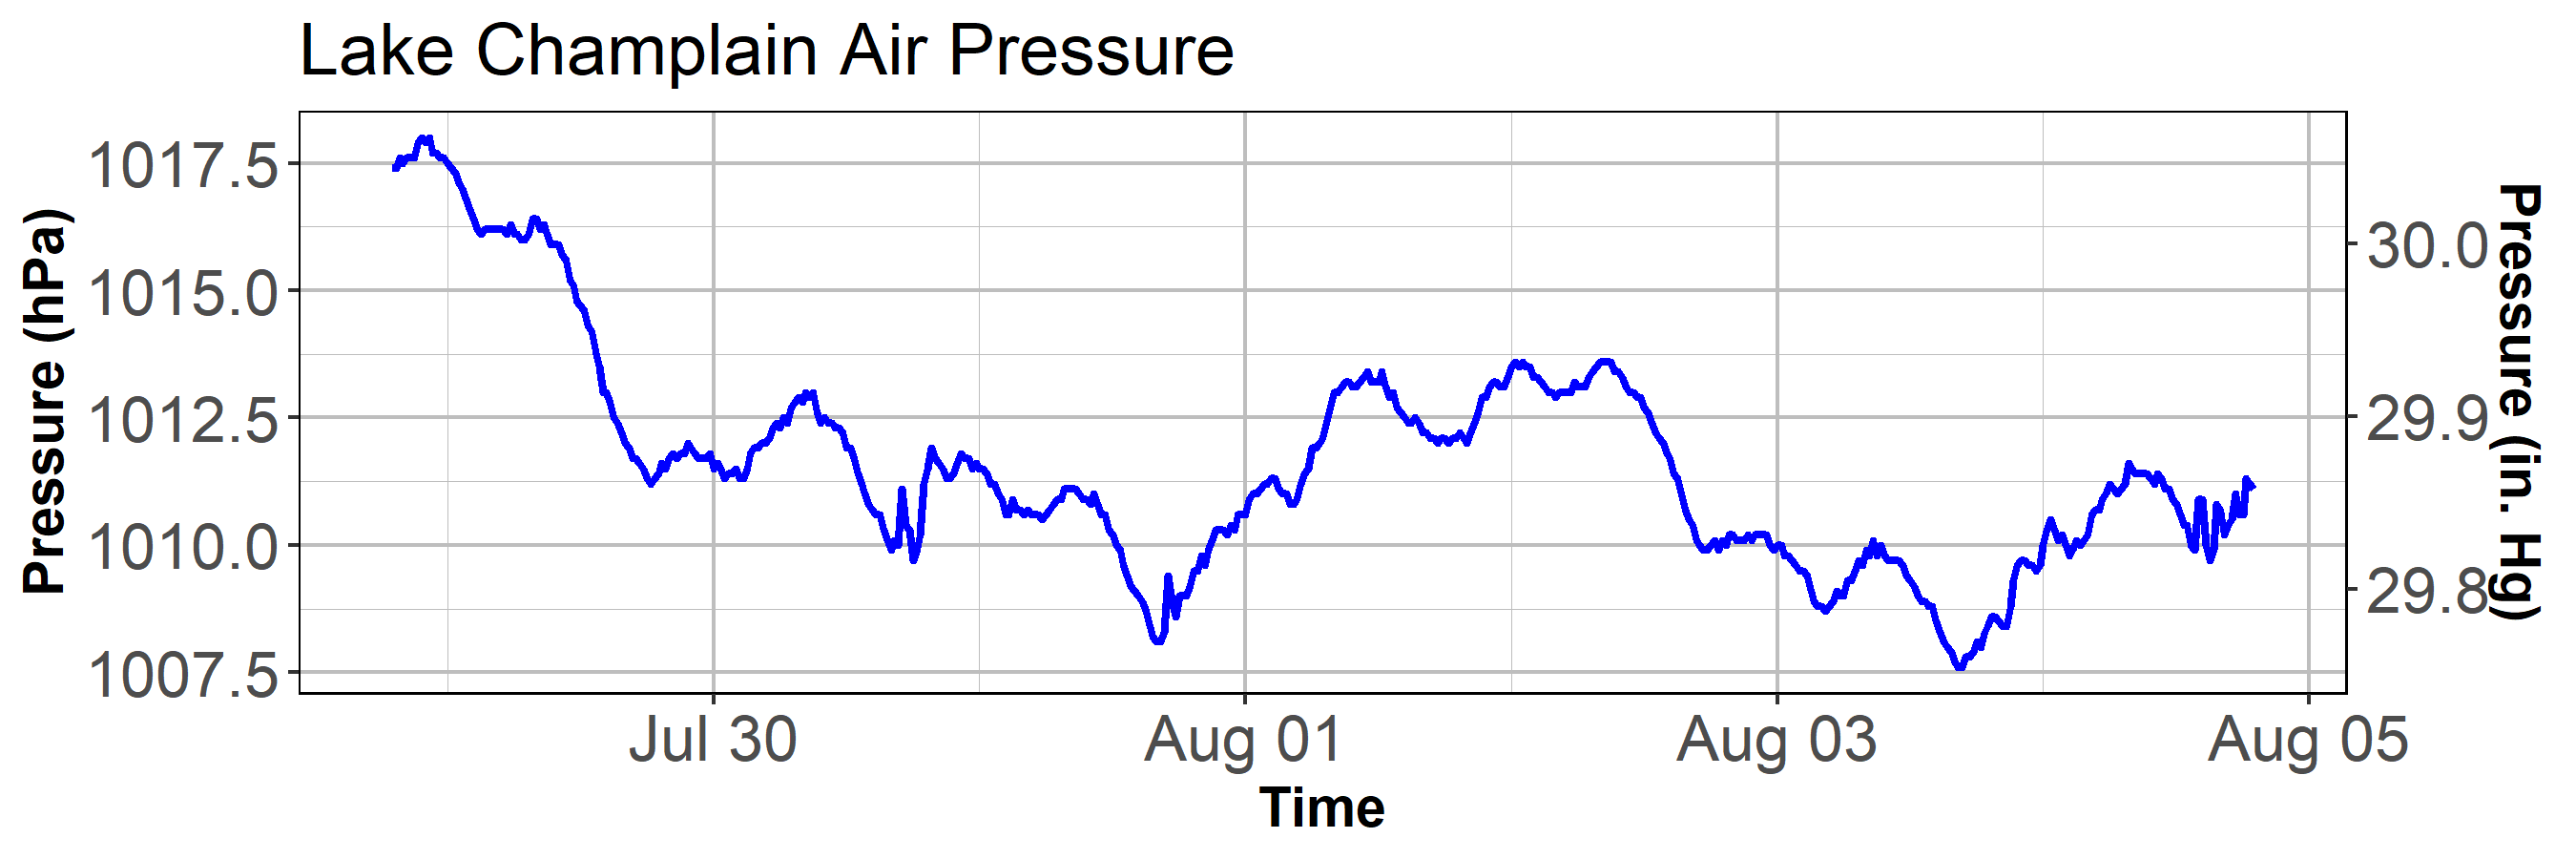 Lake Champlain Air Pressure
Pressure (hPa)
1017.5
1015.0
1012.5
1010.0
1007.5
30.0
29.9
29.8
Pressure (in. Hg)
Jul 30 Aug 01 Aug 03 Aug 05
Time